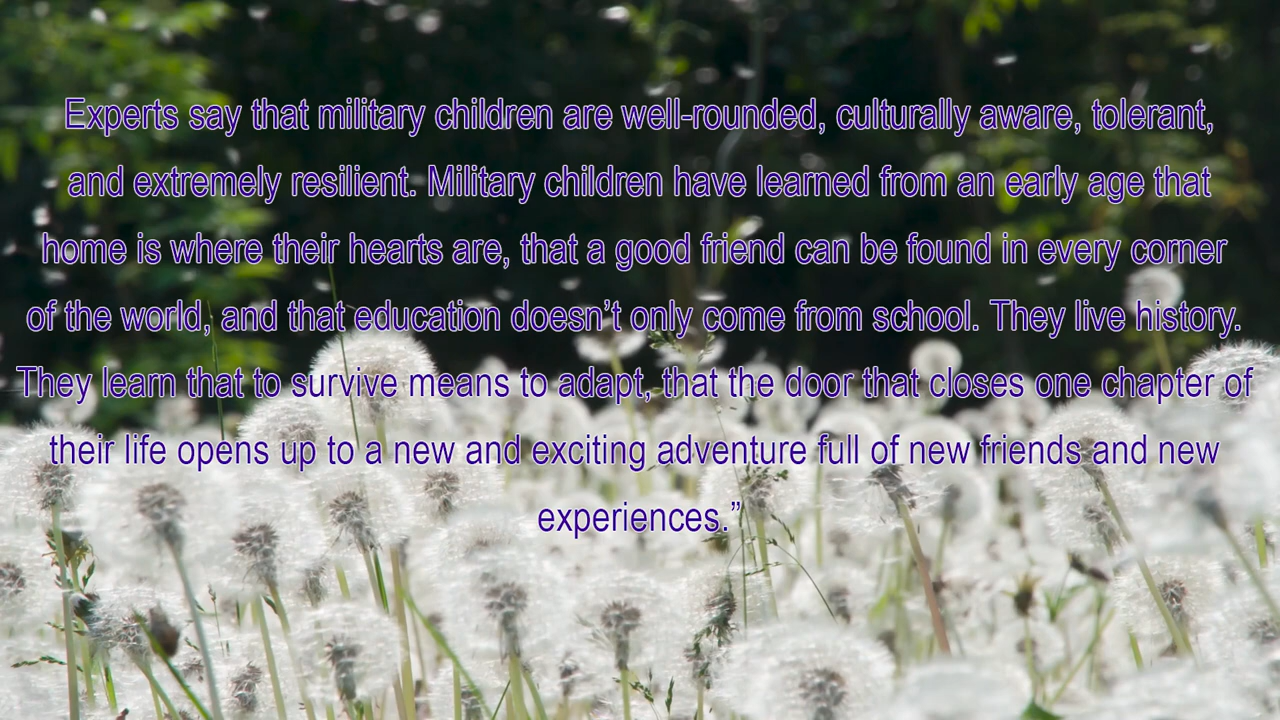 Experts say that military children are well-rounded, culturally aware, tolerant,
and extremely resilient. Military children have learned from an early age that
home is where their hearts are, that a good friend can be found in every corner
of the world, and that education doesn’t only come from school. They live history.
They learn that to survive means to adapt, that the door that closes one chapter of
their life opens up to a new and exciting adventure full of new friends and new
experiences.”